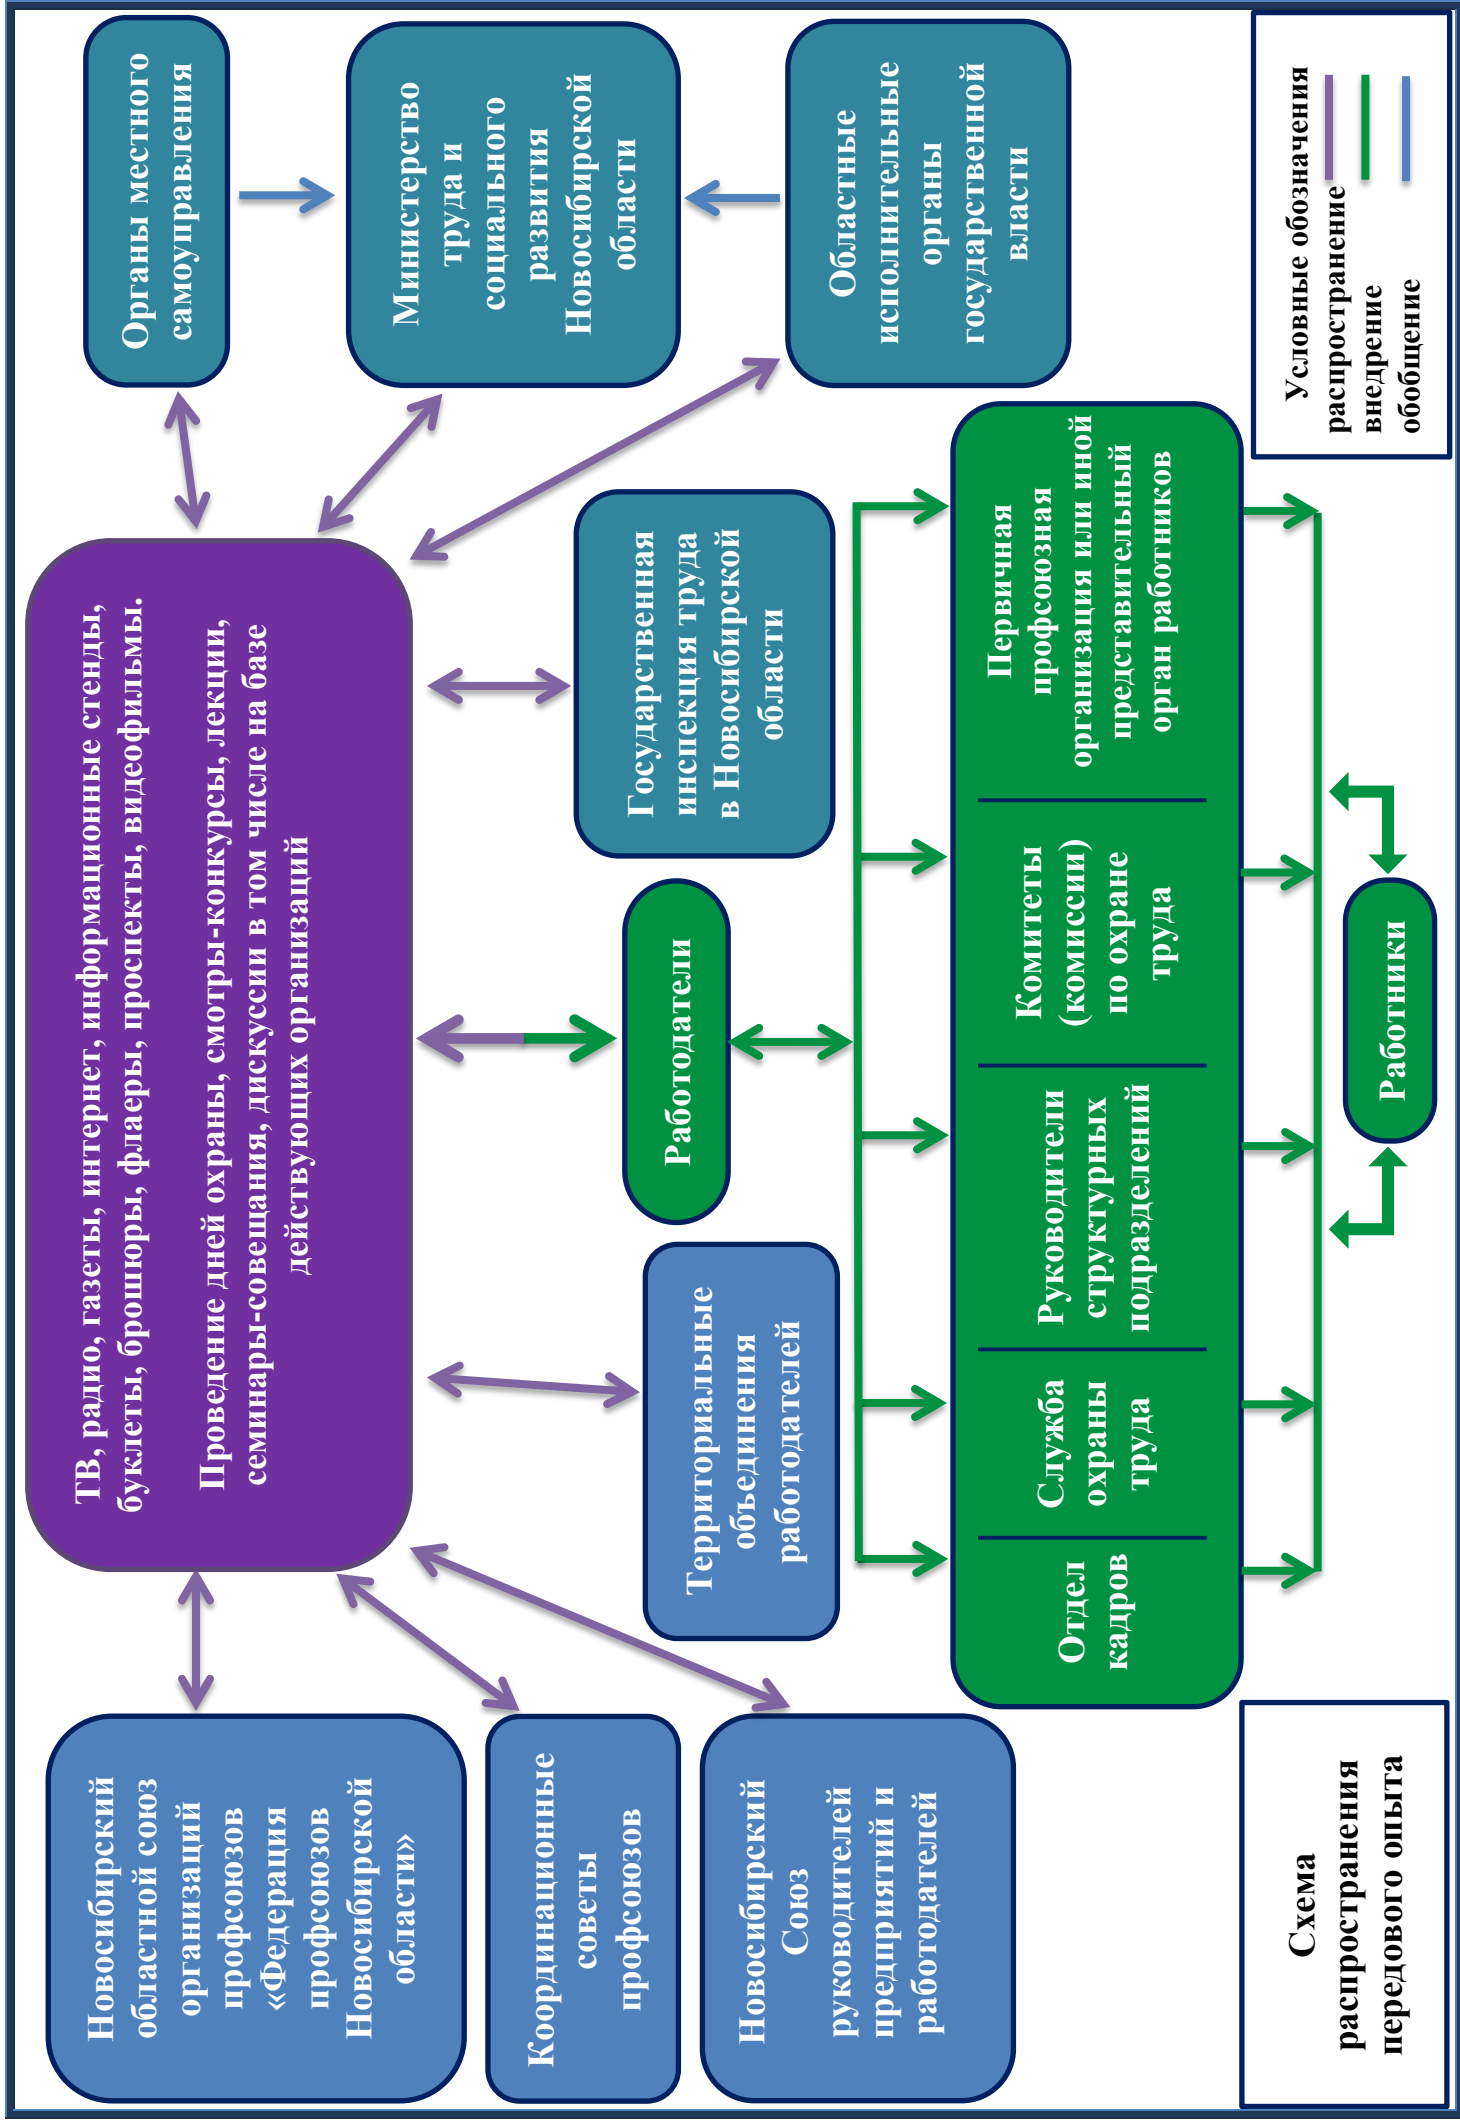 Новосибирский
областной союз
организаций
профсоюзов
«Федерация
профсоюзов
Новосибирской
области»
Координационные
советы
профсоюзов
Новосибирский
Союз
руководителей
предприятий и
работодателей
ТВ, радио, газеты, интернет, информационные стенды,
буклеты, брошюры, флаеры, проспекты, видеофильмы.
Проведение дней охраны, смотры-конкурсы, лекции,
семинары-совещания, дискуссии в том числе на базе
действующих организаций
Органы местного
самоуправления
Министерство
труда и
социального
развития
Новосибирской
области
Областные
исполнительные
органы
государственной
власти
Территориальные
объединения
работодателей
Работодатели
Государственная
инспекция труда
в Новосибирской
области
Отдел
кадров
Служба
охраны
труда
Руководители
структурных
подразделений
Комитеты
(комиссии)
по охране
труда
Первичная
профсоюзная
организация или иной
представительный
орган работников
Работники
Схема
распространения
передового опыта
Условные обозначения
распространение
внедрение
обобщение